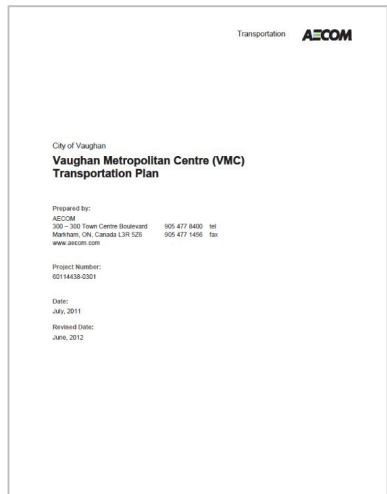 Transportation AECOM
City of Vaughan
Vaughan Metropolitan Centre (VMC)
Transportation Plan
Prepared by:
AECOM
300 – 300 Town Centre Boulevard 905 477 8400 tel
Markham, ON, Canada L3R 5Z6 905 477 1456 fax
www.aecom.com
Project Number:
60114438-0301
Date:
July, 2011
Revised Date:
June, 2012